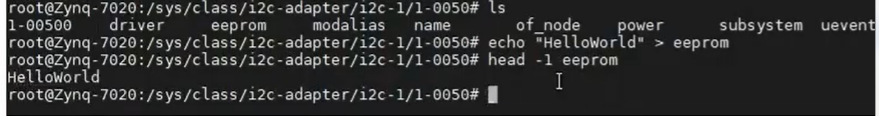 root@Zynq-7020:/sys/class/i2c-adapter/i2c-1/1-0050# ls
1-00500 driver eeprom modalias name of_node power subsystem uevent
root@Zynq-7020:/sys/class/i2c-adapter/i2c-1/1-0050# echo "HelloWorld" > eeprom
root@Zynq-7020:/sys/class/i2c-adapter/i2c-1/1-0050# head -1 eeprom
HelloWorld
root@Zynq-7020:/sys/class/i2c-adapter/i2c-1/1-0050#